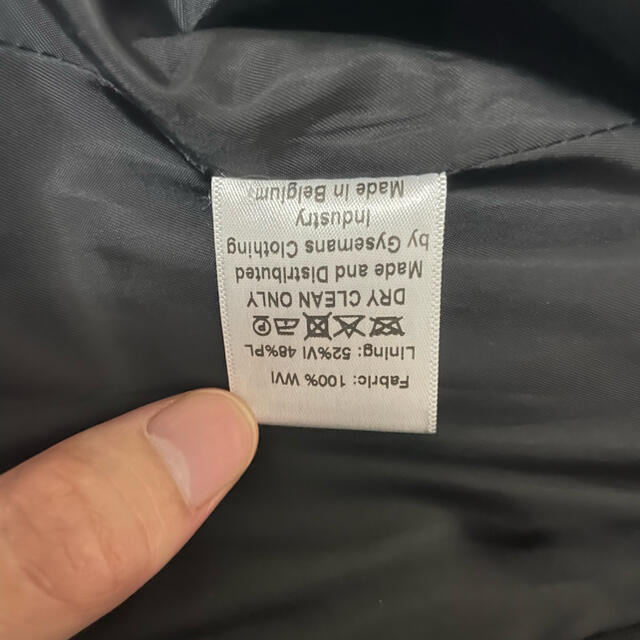 Fabric: 100% WVI
Lining: 52%VI 48%PL
P
DRY CLEAN ONLY
Made and Distributed
by Gysemans Clothing
Industry
Made in Belgium